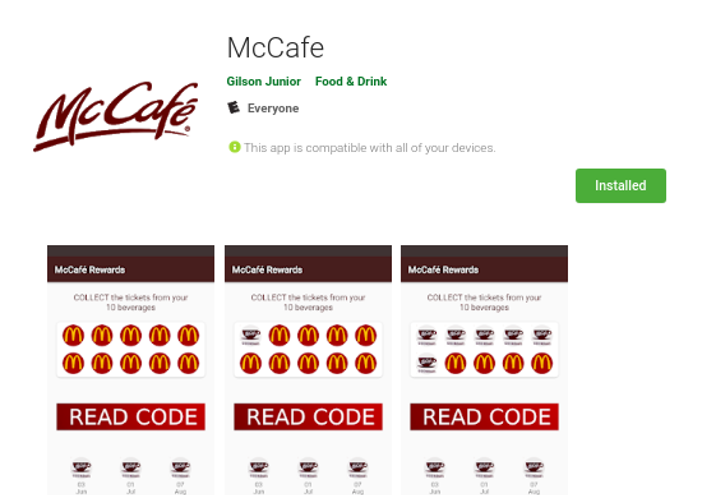 McCafe
McCafé®
Gilson Junior Food & Drink
E Everyone
This app is compatible with all of your devices.
Installed
McCafé Rewards
COLLECT the tickets from your
10 beverages
READ CODE
03 01 07
Jun Jul Aug
McCafé Rewards
COLLECT the tickets from your
10 beverages
READ CODE
03 01 07
Jun Jul Aug
McCafé Rewards
COLLECT the tickets from your
10 beverages
READ CODE
03 01 07
Jun Jul Aug